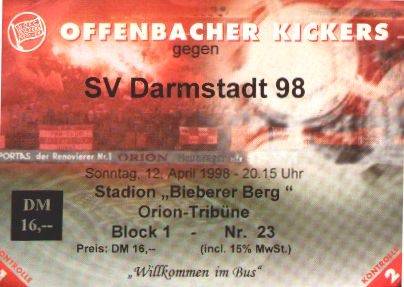 OFFENBACHER KICKERS
gegen
SV Darmstadt 98
PORTAS der Renovierer Nr.1 ORION
Sonntag, 12. April 1998 - 20.15 Uhr
DM
16,--
Stadion „Bieberer Berg “
Orion-Tribüne
Block 1 - Nr. 23
Preis: DM 16,-- (incl. 15% MwSt.)
„Willkommen im Bus“
KONTROLLE
1
KONTROLLE
2